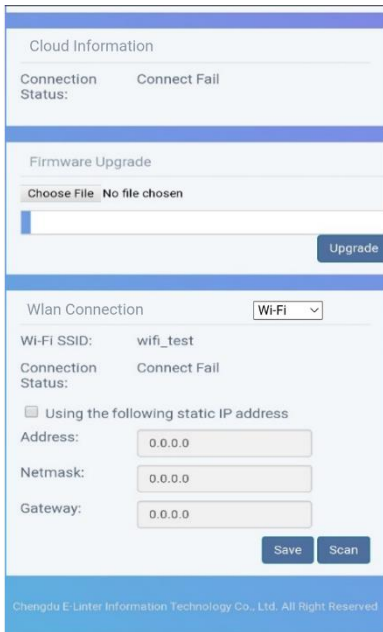 Cloud Information
Connection Status:
Connect Fail
Firmware Upgrade
Choose File No file chosen
Upgrade
Wlan Connection
Wi-Fi
Wi-Fi SSID: wifi_test
Connection Status:
Connect Fail
Using the following static IP address
Address: 0.0.0.0
Netmask: 0.0.0.0
Gateway: 0.0.0.0
Save Scan
Chengdu E-Linter Information Technology Co., Ltd. All Right Reserved